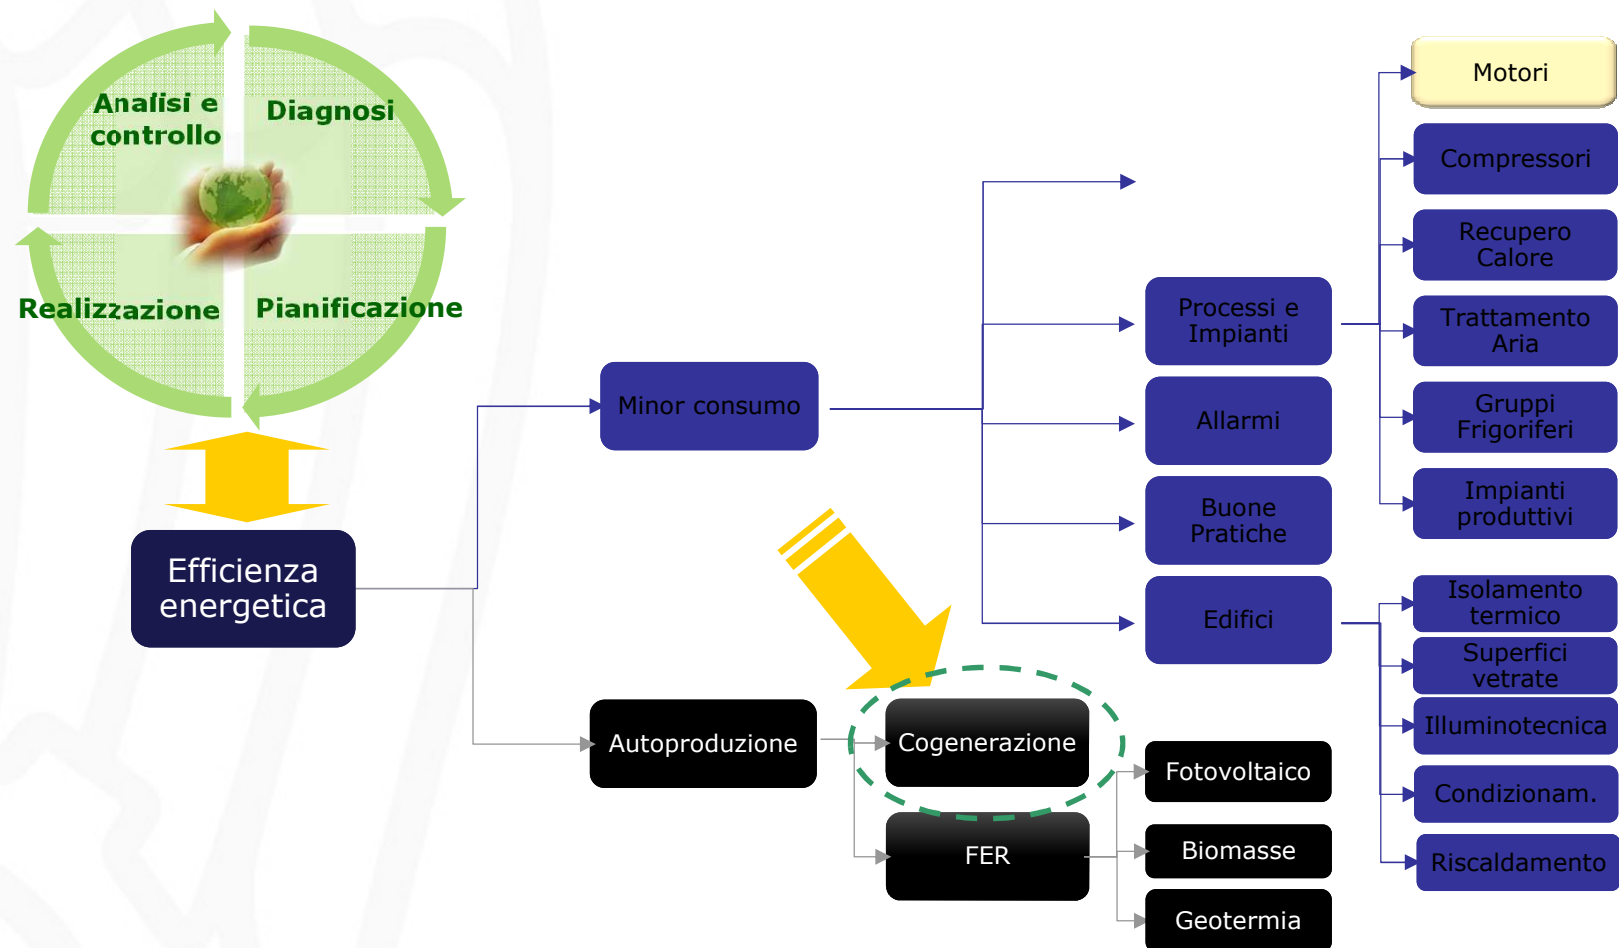 Analisi e
controllo
Diagnosi
Realizzazione
Pianificazione
Efficienza
energetica
Minor consumo
Autoproduzione
Cogenerazione
FER
Processi e
Impianti
Allarmi
Buone
Pratiche
Edifici
Fotovoltaico
Biomasse
Geotermia
Motori
Compressori
Recupero
Calore
Trattamento
Aria
Gruppi
Frigoriferi
Impianti
produttivi
Isolamento
termico
Superfici
vetrate
Illuminotecnica
Condizionam.
Riscaldamento